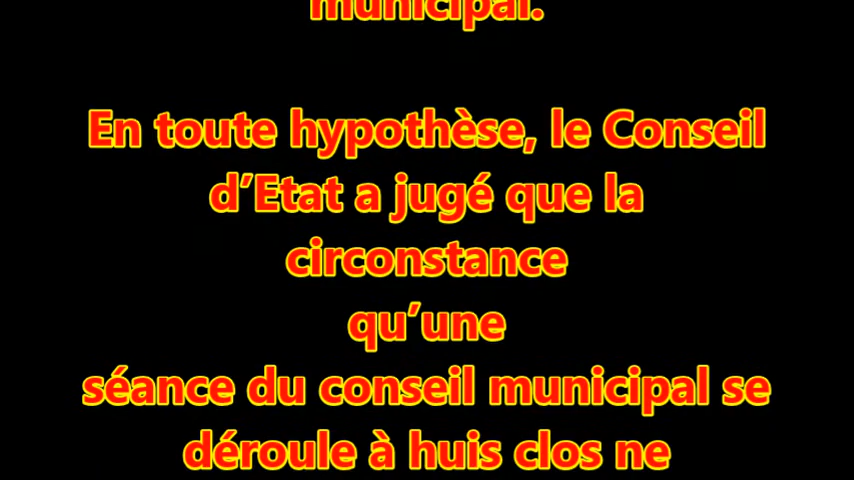 municipal.
En toute hypothèse, le Conseil
d’Etat a jugé que la
circonstance
qu’une
séance du conseil municipal se
déroule à huis clos ne